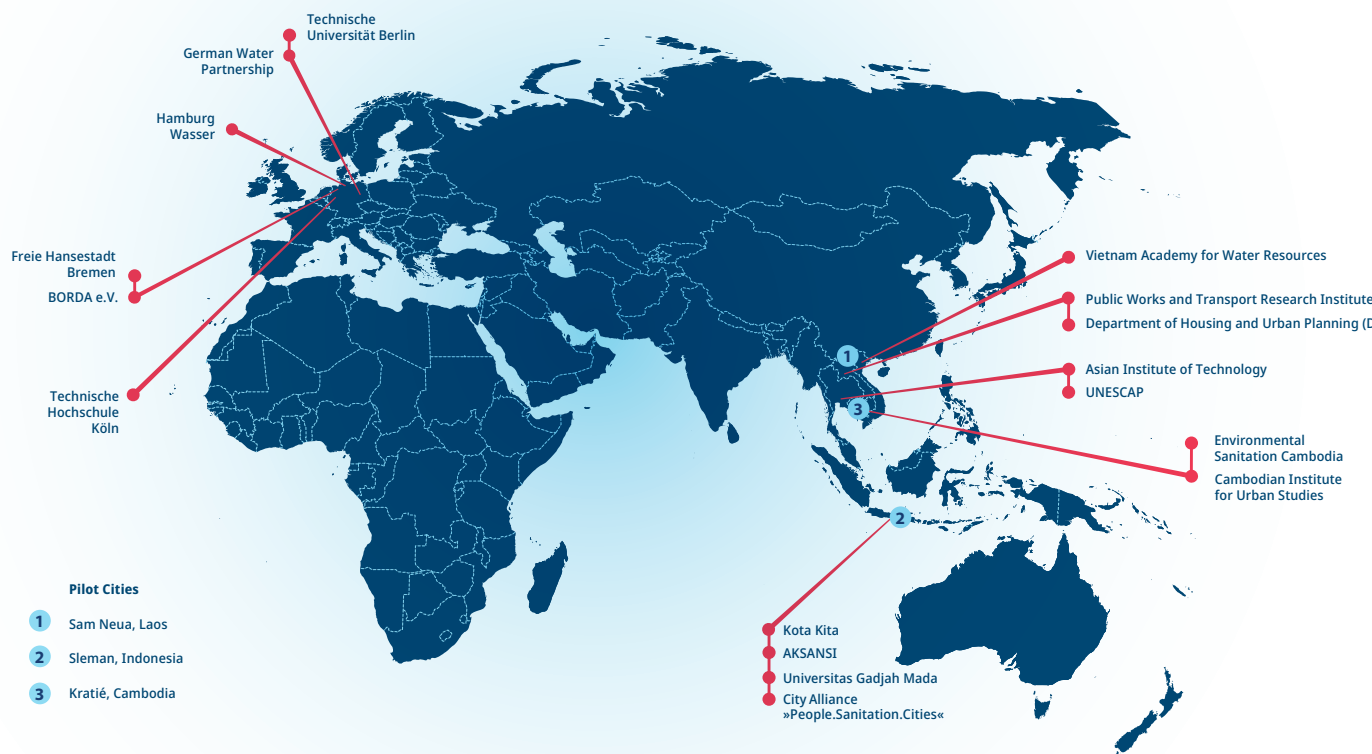 Technische
Universität Berlin
German Water
Partnership
Hamburg
Wasser
Freie Hansestadt
Bremen
BORDA e.V.
Technische
Hochschule
Köln
Vietnam Academy for Water Resources
Public Works and Transport Research Institute
Department of Housing and Urban Planning (D
Asian Institute of Technology
UNESCAP
Environmental
Sanitation Cambodia
Cambodian Institute
for Urban Studies
1
3
2
Kota Kita
AKSANSI
Universitas Gadjah Mada
City Alliance
»People.Sanitation.Cities«
Pilot Cities
1 Sam Neua, Laos
2 Sleman, Indonesia
3 Kratié, Cambodia